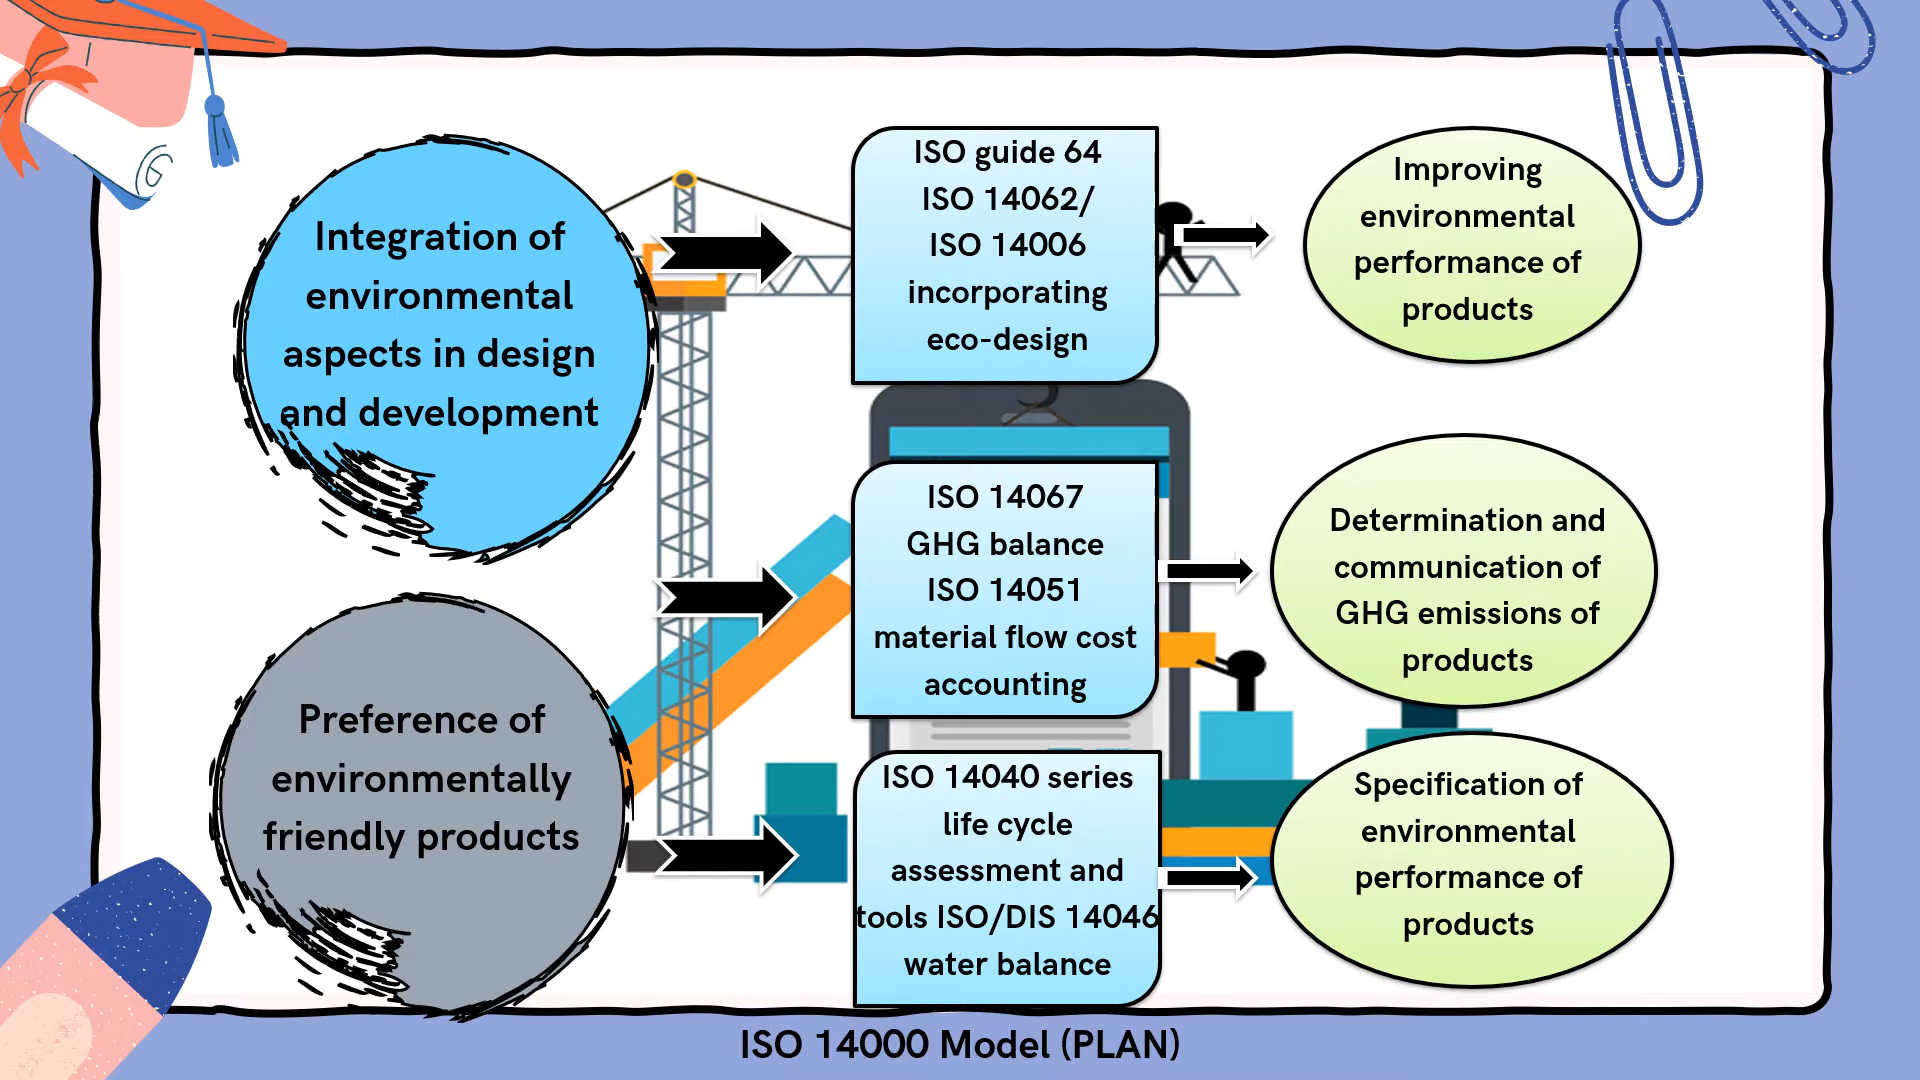 Integration of
environmental
aspects in design
and development
ISO guide 64
ISO 14062/
ISO 14006
incorporating
eco-design
Improving
environmental
performance of
products
ISO 14067
GHG balance
ISO 14051
material flow cost
accounting
Determination and
communication of
GHG emissions of
products
Preference of
environmentally
friendly products
ISO 14040 series
life cycle
assessment and
tools ISO/DIS 14046
water balance
Specification of
environmental
performance of
products
ISO 14000 Model (PLAN)